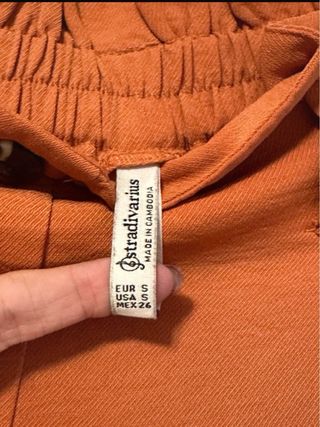 stradivarius
MADE IN CAMBODIA
EUR S
USA S
MEX 26